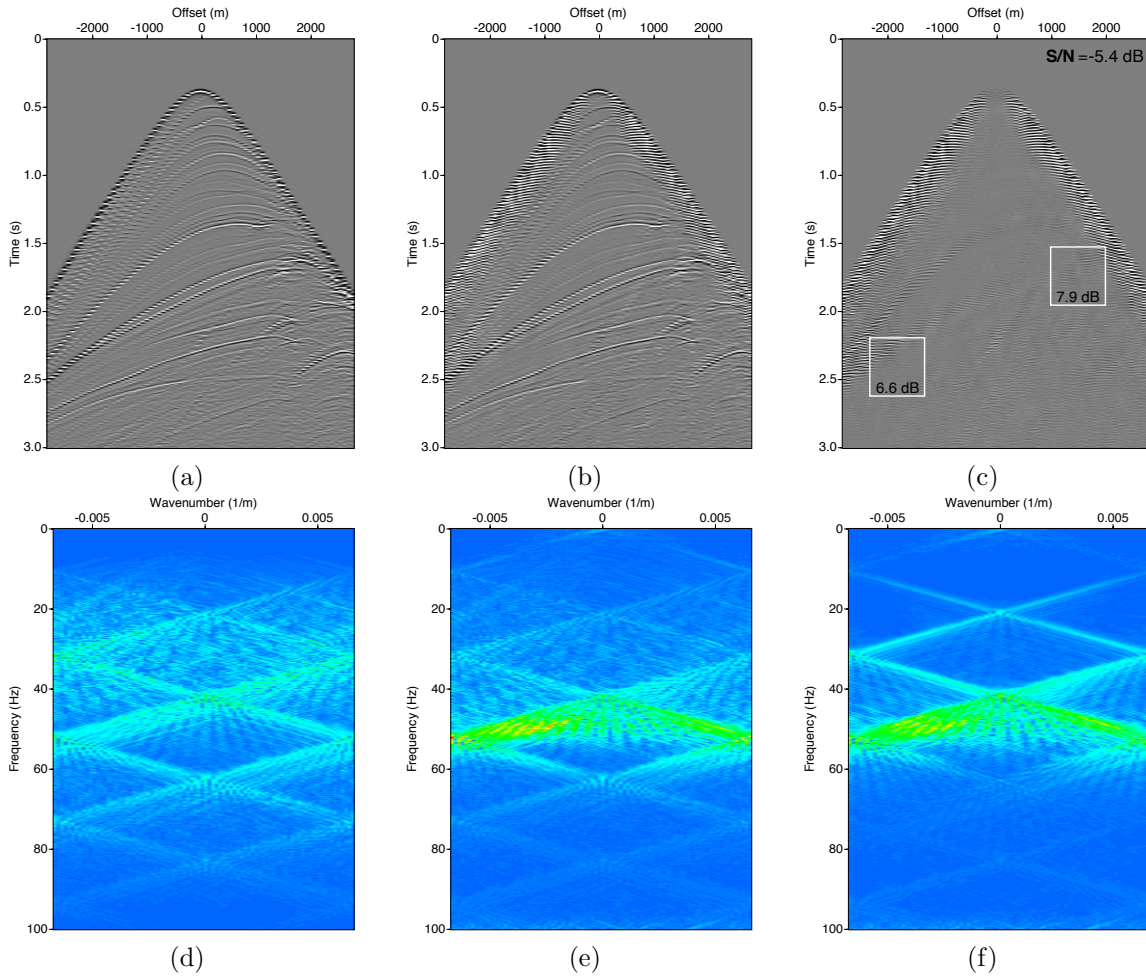 Offset (m)
-2000 -1000 0 1000 2000
0
0.5
1.0
1.5
2.0
2.5
3.0
Time (s)
(a)
Offset (m)
-2000 -1000 0 1000 2000
0
0.5
1.0
1.5
2.0
2.5
3.0
Time (s)
(b)
Offset (m)
-2000 -1000 0 1000 2000
0
0.5
1.0
1.5
2.0
2.5
3.0
Time (s)
S/N =-5.4 dB
7.9 dB
6.6 dB
(c)
Wavenumber (1/m)
-0.005 0 0.005
0
20
40
60
80
100
Frequency (Hz)
(d)
Wavenumber (1/m)
-0.005 0 0.005
0
20
40
60
80
100
Frequency (Hz)
(e)
Wavenumber (1/m)
-0.005 0 0.005
0
20
40
60
80
100
Frequency (Hz)
(f)